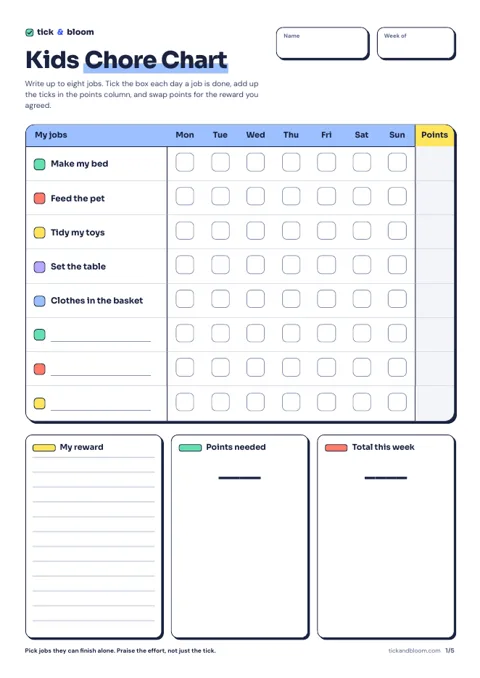 tick & bloom
Name
Week of
Kids Chore Chart
Write up to eight jobs. Tick the box each day a job is done, add up
the ticks in the points column, and swap points for the reward you
agreed.
My jobs Mon Tue Wed Thu Fri Sat Sun Points
Make my bed
Feed the pet
Tidy my toys
Set the table
Clothes in the basket
My reward
Points needed
Total this week
Pick jobs they can finish alone. Praise the effort, not just the tick.
tickandbloom.com 1/5